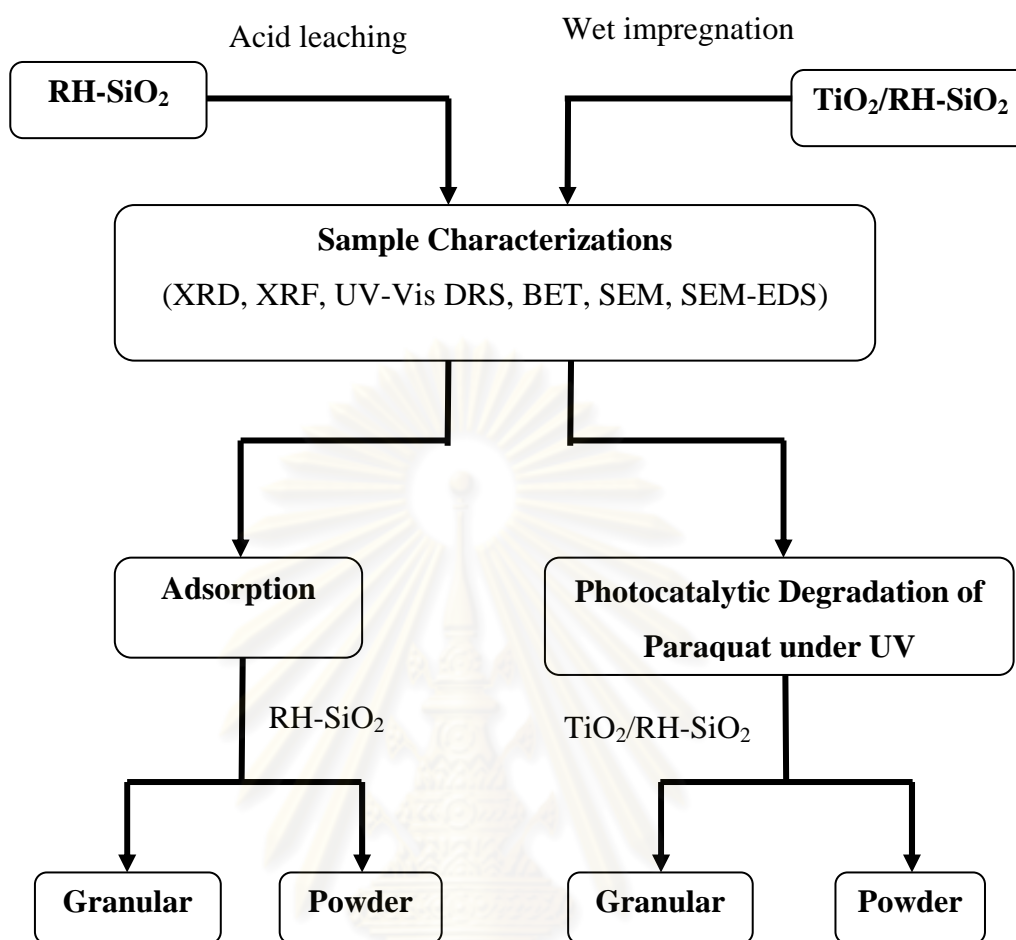 Acid leaching
Wet impregnation
RH-SiO₂
TiO₂/RH-SiO₂
Sample Characterizations
(XRD, XRF, UV-Vis DRS, BET, SEM, SEM-EDS)
Adsorption
Photocatalytic Degradation of
Paraquat under UV
RH-SiO₂
TiO₂/RH-SiO₂
Granular
Powder
Granular
Powder